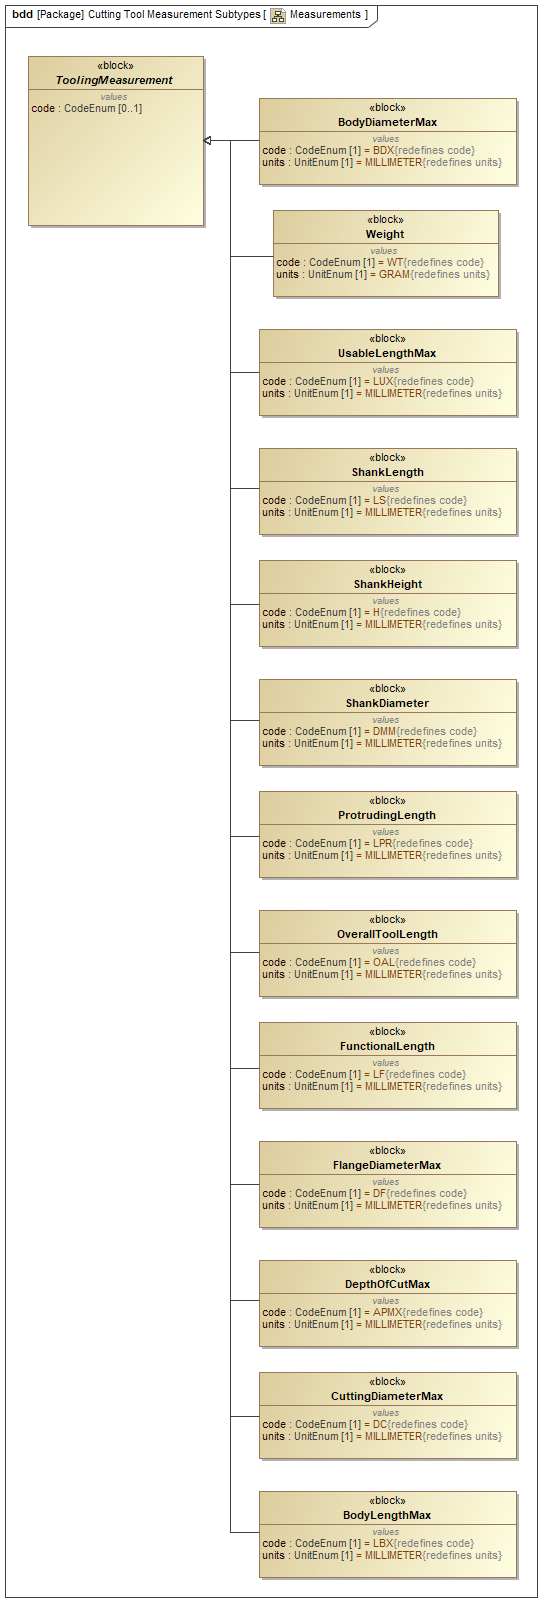 bdd [Package] Cutting Tool Measurement Subtypes [ Measurements ]
«block»
ToolingMeasurement
values
code : CodeEnum [0..1]
«block»
BodyDiameterMax
values
code : CodeEnum [1] = BDX{redefines code}
units : UnitEnum [1] = MILLIMETER{redefines units}
«block»
Weight
values
code : CodeEnum [1] = WT{redefines code}
units : UnitEnum [1] = GRAM{redefines units}
«block»
UsableLengthMax
values
code : CodeEnum [1] = LUX{redefines code}
units : UnitEnum [1] = MILLIMETER{redefines units}
«block»
ShankLength
values
code : CodeEnum [1] = LS{redefines code}
units : UnitEnum [1] = MILLIMETER{redefines units}
«block»
ShankHeight
values
code : CodeEnum [1] = H{redefines code}
units : UnitEnum [1] = MILLIMETER{redefines units}
«block»
ShankDiameter
values
code : CodeEnum [1] = DMM{redefines code}
units : UnitEnum [1] = MILLIMETER{redefines units}
«block»
ProtrudingLength
values
code : CodeEnum [1] = LPR{redefines code}
units : UnitEnum [1] = MILLIMETER{redefines units}
«block»
OverallToolLength
values
code : CodeEnum [1] = OAL{redefines code}
units : UnitEnum [1] = MILLIMETER{redefines units}
«block»
FunctionalLength
values
code : CodeEnum [1] = LF{redefines code}
units : UnitEnum [1] = MILLIMETER{redefines units}
«block»
FlangeDiameterMax
values
code : CodeEnum [1] = DF{redefines code}
units : UnitEnum [1] = MILLIMETER{redefines units}
«block»
DepthOfCutMax
values
code : CodeEnum [1] = APMX{redefines code}
units : UnitEnum [1] = MILLIMETER{redefines units}
«block»
CuttingDiameterMax
values
code : CodeEnum [1] = DC{redefines code}
units : UnitEnum [1] = MILLIMETER{redefines units}
«block»
BodyLengthMax
values
code : CodeEnum [1] = LBX{redefines code}
units : UnitEnum [1] = MILLIMETER{redefines units}